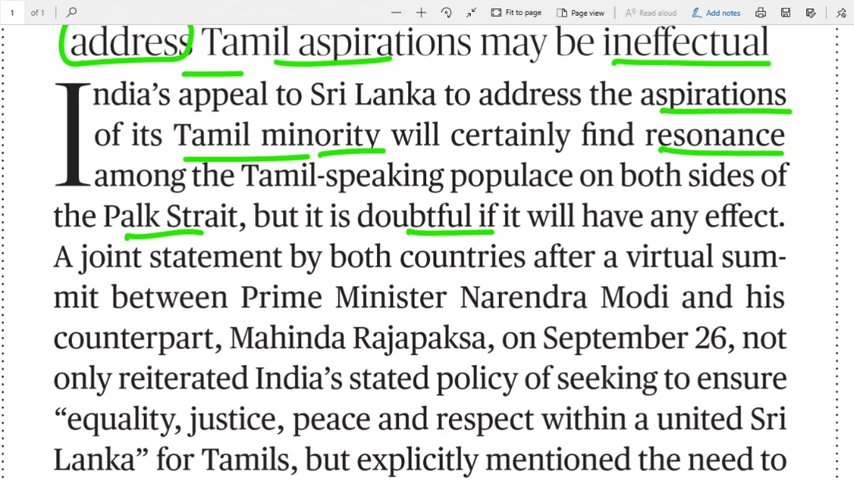 1 of 1 Fit to page Page view Read aloud Add notes
address Tamil aspirations may be ineffectual
India's appeal to Sri Lanka to address the aspirations
of its Tamil minority will certainly find resonance
among the Tamil-speaking populace on both sides of
the Palk Strait, but it is doubtful if it will have any effect.
A joint statement by both countries after a virtual sum-
mit between Prime Minister Narendra Modi and his
counterpart, Mahinda Rajapaksa, on September 26, not
only reiterated India's stated policy of seeking to ensure
“equality, justice, peace and respect within a united Sri
Lanka” for Tamils, but explicitly mentioned the need to